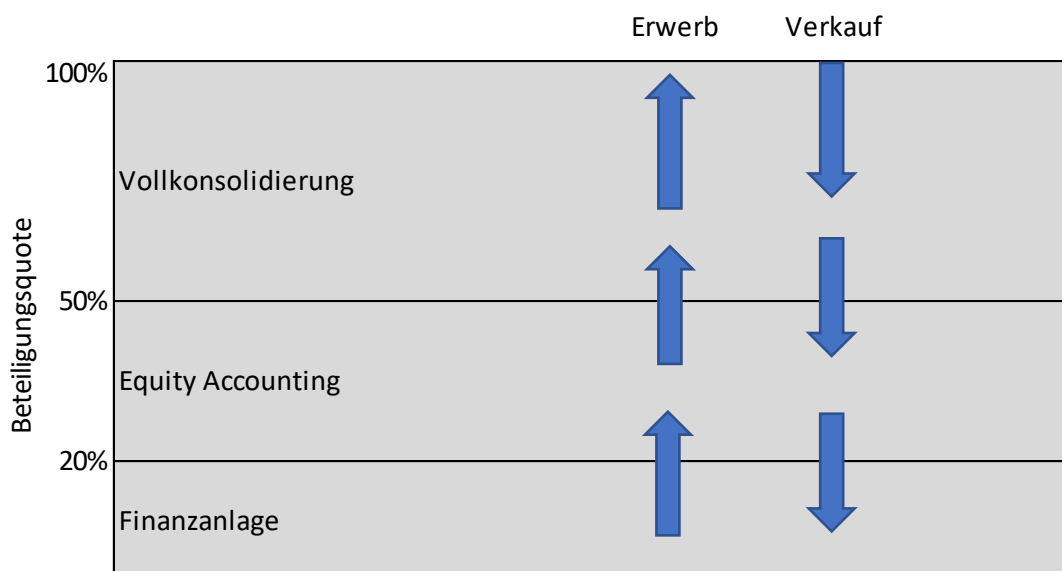 Erwerb Verkauf
100%
Vollkonsolidierung
Beteiligungsquote
50%
Equity Accounting
20%
Finanzanlage